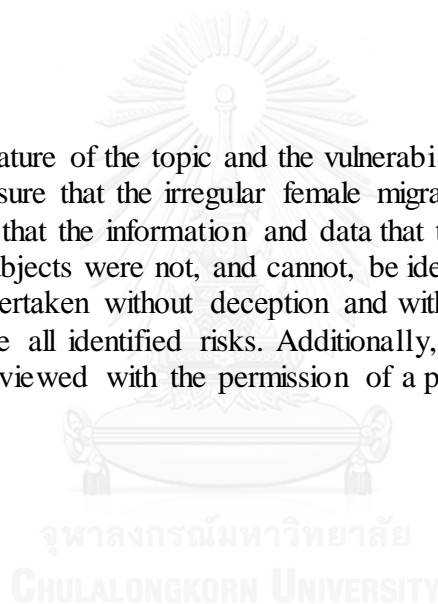 ature of the topic and the vulnerabi
sure that the irregular female migra
that the information and data that t
bjects were not, and cannot, be ide
ertaken without deception and with
e all identified risks. Additionally,
viewed with the permission of a p
จุฬาลงกรณ์มหาวิทยาลัย
CHULALONGKORN UNIVERSITY